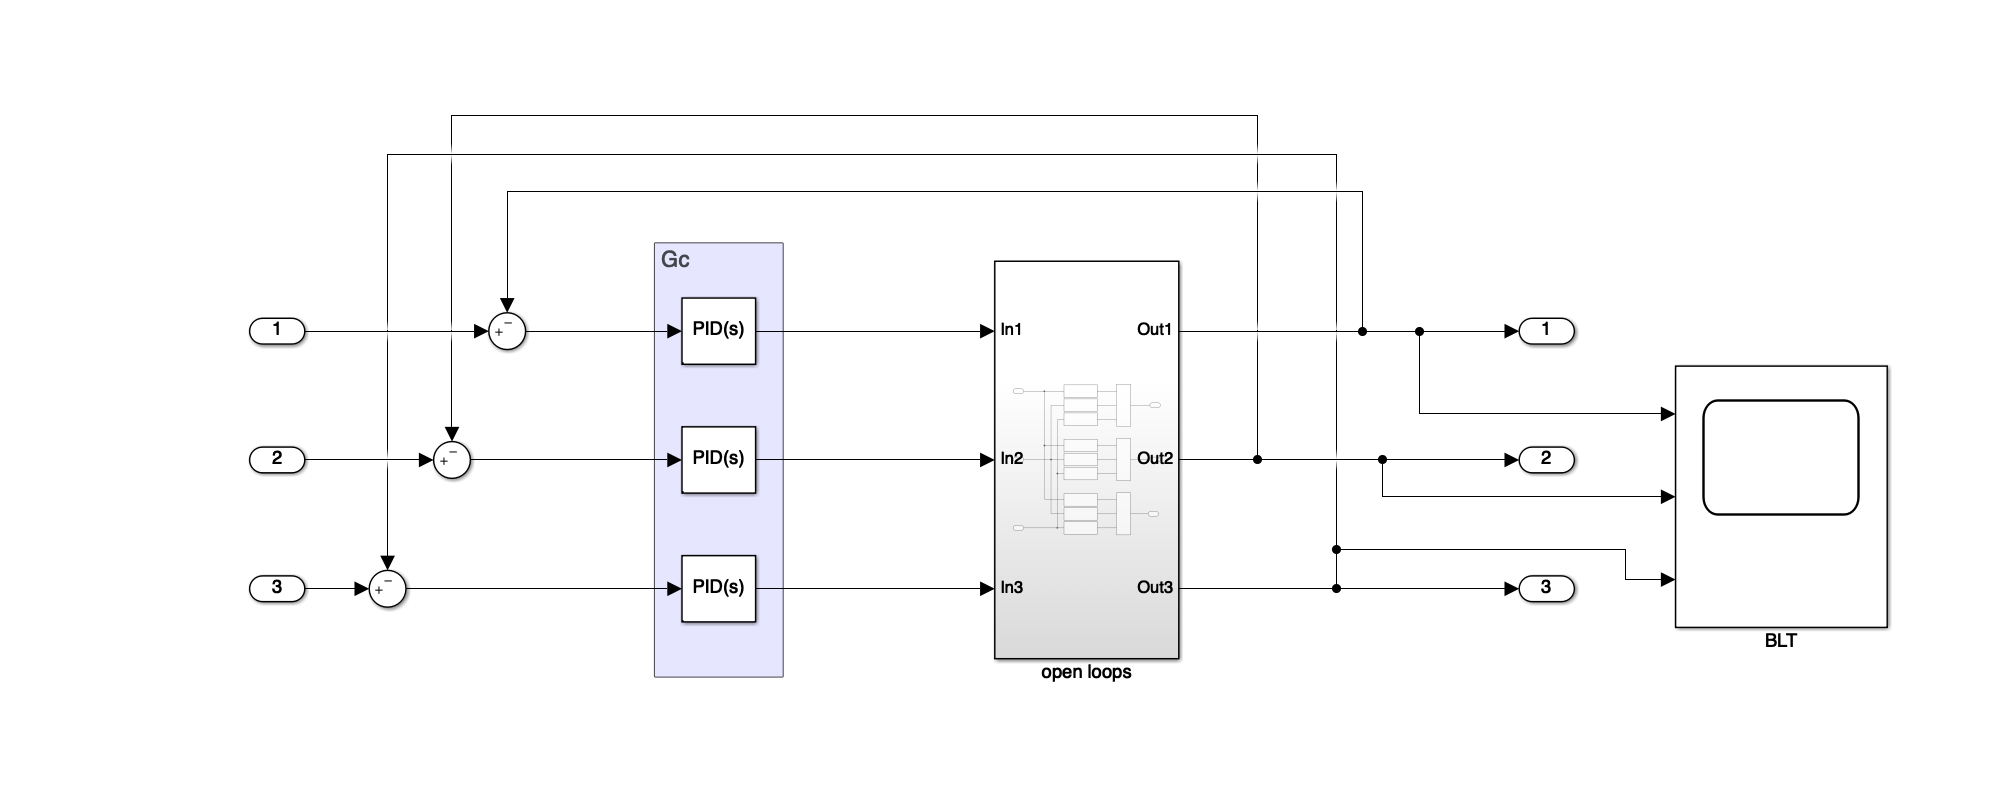 Gc
1
+ −
PID(s)
In1
Out1
1
2
+ −
PID(s)
In2
Out2
2
3
+ −
PID(s)
In3
Out3
3
open loops
BLT